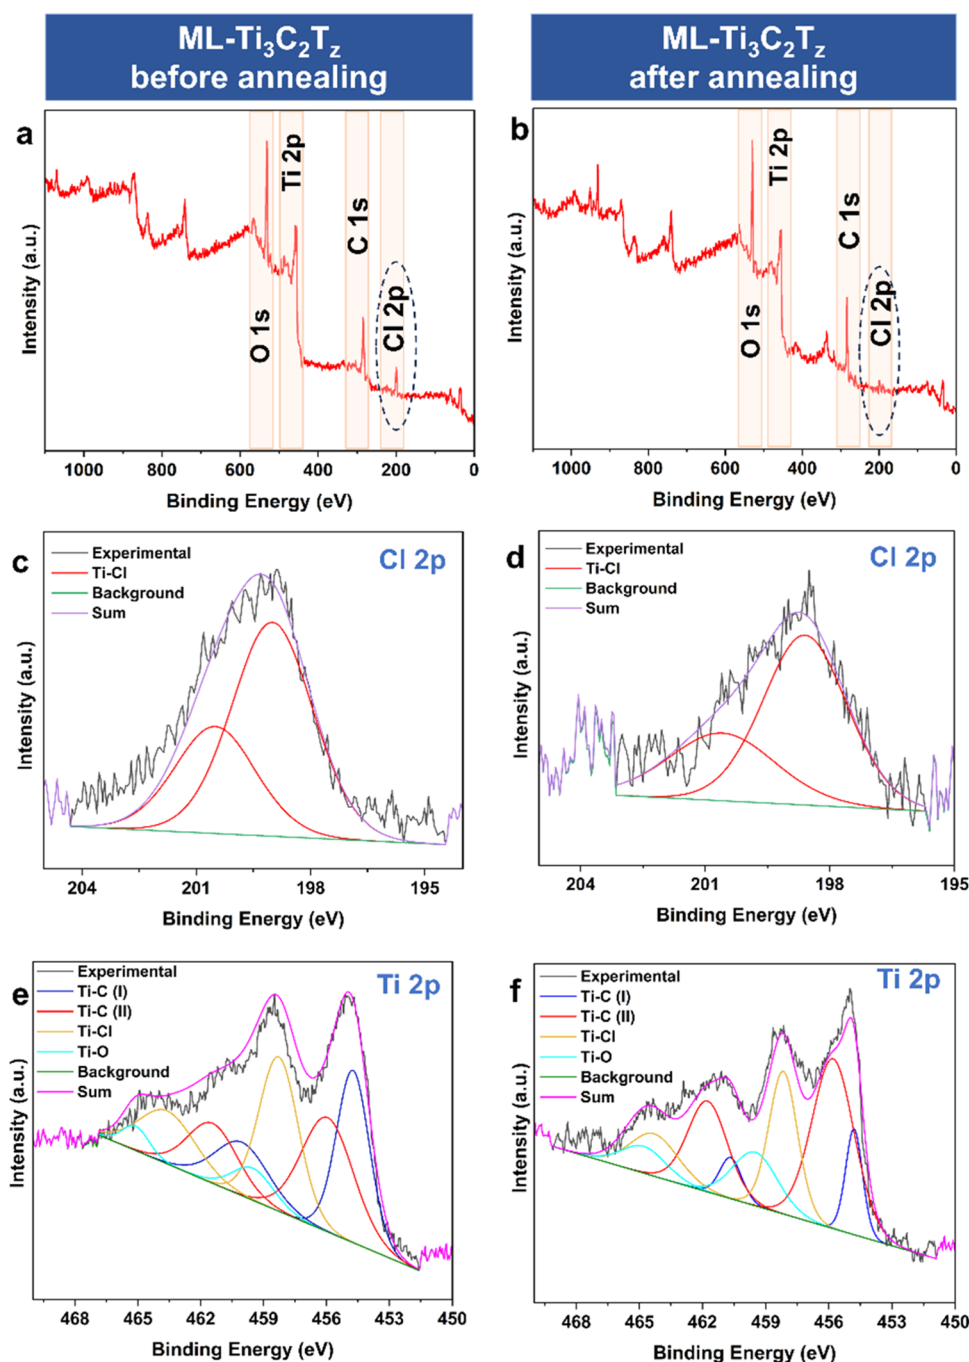 ML-Ti₃C₂T_z
before annealing
ML-Ti₃C₂T_z
after annealing
a
O 1s
Ti 2p
C 1s
Cl 2p
Intensity (a.u.)
1000 800 600 400 200 0
Binding Energy (eV)
b
O 1s
Ti 2p
C 1s
Cl 2p
Intensity (a.u.)
1000 800 600 400 200 0
Binding Energy (eV)
c
Experimental
Ti-Cl
Background
Sum
Cl 2p
Intensity (a.u.)
204 201 198 195
Binding Energy (eV)
d
Experimental
Ti-Cl
Background
Sum
Cl 2p
Intensity (a.u.)
204 201 198 195
Binding Energy (eV)
e
Experimental
Ti-C (I)
Ti-C (II)
Ti-Cl
Ti-O
Background
Sum
Ti 2p
Intensity (a.u.)
468 465 462 459 456 453 450
Binding Energy (eV)
f
Experimental
Ti-C (I)
Ti-C (II)
Ti-Cl
Ti-O
Background
Sum
Ti 2p
Intensity (a.u.)
468 465 462 459 456 453 450
Binding Energy (eV)